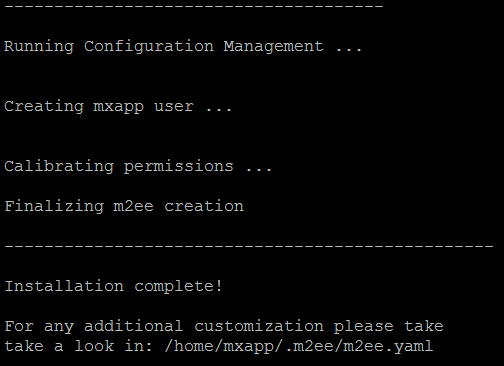 --------------------------------------
Running Configuration Management ...
Creating mxapp user ...
Calibrating permissions ...
Finalizing m2ee creation
-------------------------------------------------
Installation complete!
For any additional customization please take
take a look in: /home/mxapp/.m2ee/m2ee.yaml